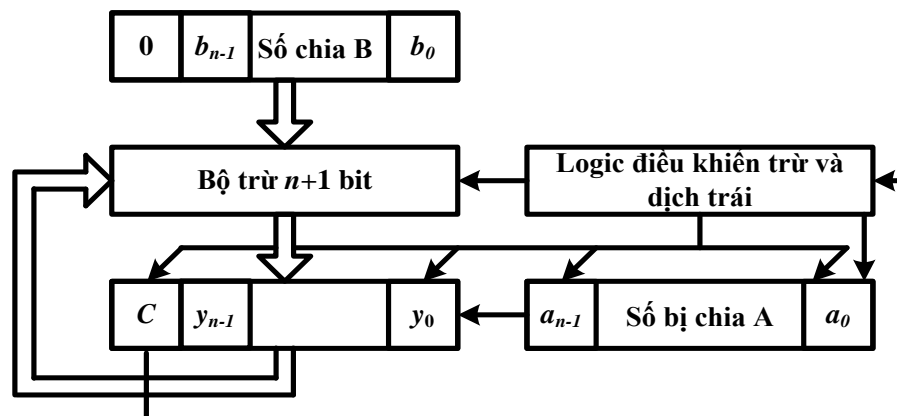 0 bn-1 Số chia B b0
Bộ trừ n+1 bit
Logic điều khiển trừ và
dịch trái
C yn-1 y0
an-1 Số bị chia A a0